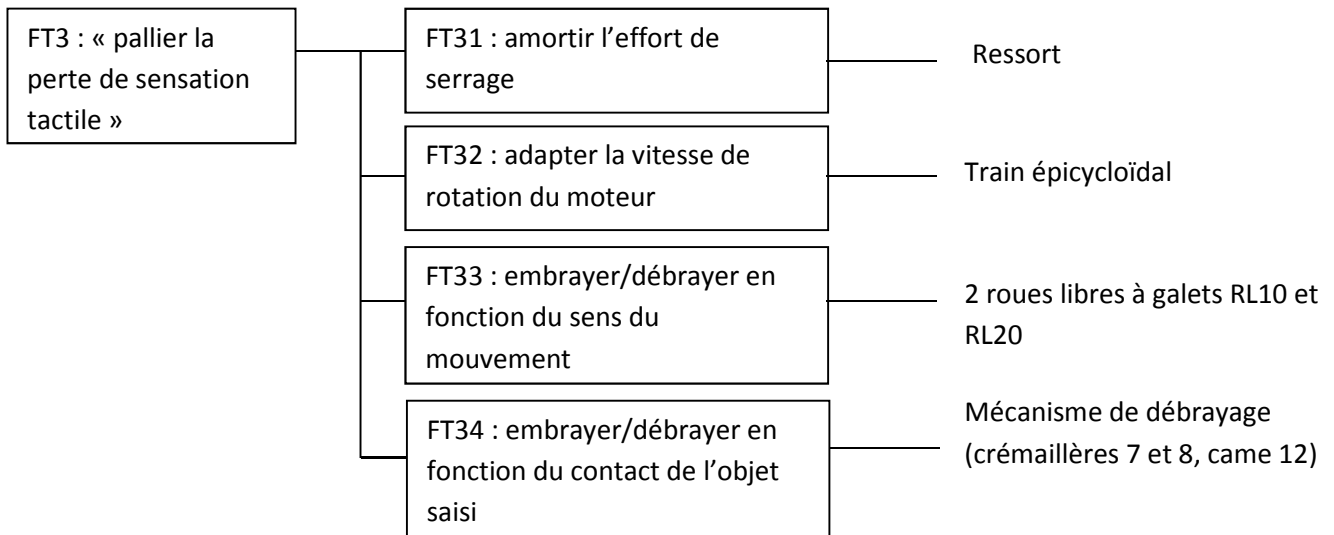 FT3 : « pallier la
perte de sensation
tactile »
FT31 : amortir l’effort de
serrage
Ressort
FT32 : adapter la vitesse de
rotation du moteur
Train épicycloïdal
FT33 : embrayer/débrayer en
fonction du sens du
mouvement
2 roues libres à galets RL10 et
RL20
FT34 : embrayer/débrayer en
fonction du contact de l’objet
saisi
Mécanisme de débrayage
(crémaillères 7 et 8, came 12)